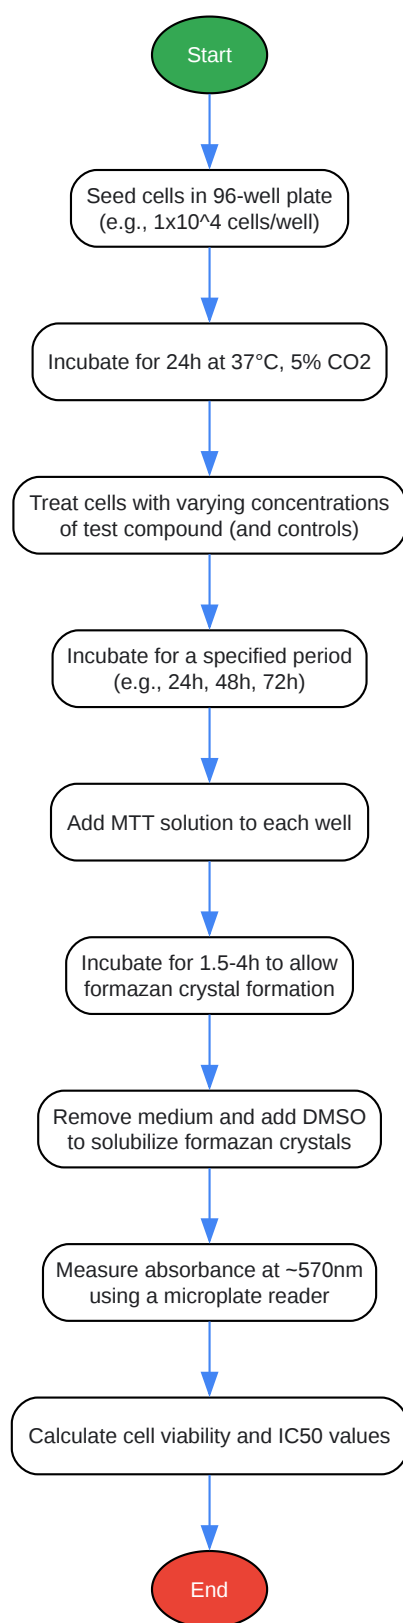 Start
Seed cells in 96-well plate
(e.g., 1x10^4 cells/well)
Incubate for 24h at 37°C, 5% CO2
Treat cells with varying concentrations
of test compound (and controls)
Incubate for a specified period
(e.g., 24h, 48h, 72h)
Add MTT solution to each well
Incubate for 1.5-4h to allow
formazan crystal formation
Remove medium and add DMSO
to solubilize formazan crystals
Measure absorbance at ~570nm
using a microplate reader
Calculate cell viability and IC50 values
End